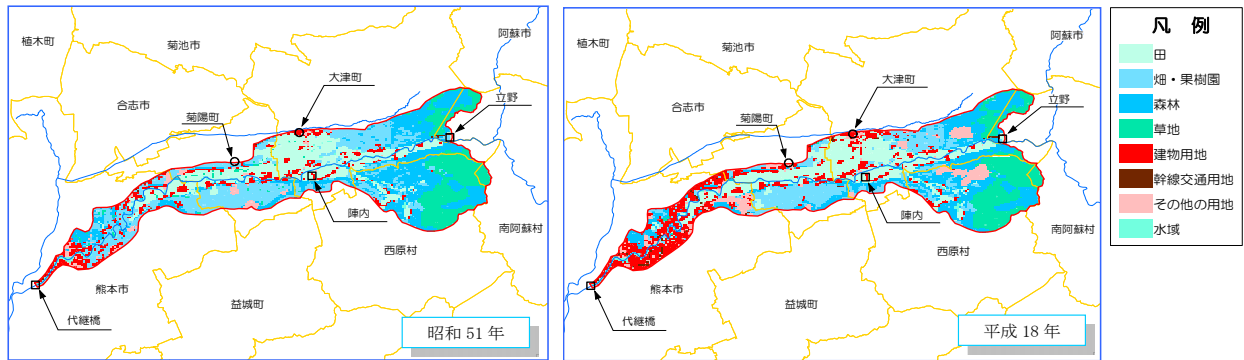 植木町
菊池市
阿蘇市
大津町
合志市
立野
菊陽町
陣内
南阿蘇村
西原村
熊本市
益城町
代継橋
昭和 51 年
植木町
菊池市
阿蘇市
大津町
合志市
立野
菊陽町
陣内
南阿蘇村
西原村
熊本市
益城町
代継橋
平成 18 年
凡 例
田
畑・果樹園
森林
草地
建物用地
幹線交通用地
その他の用地
水域